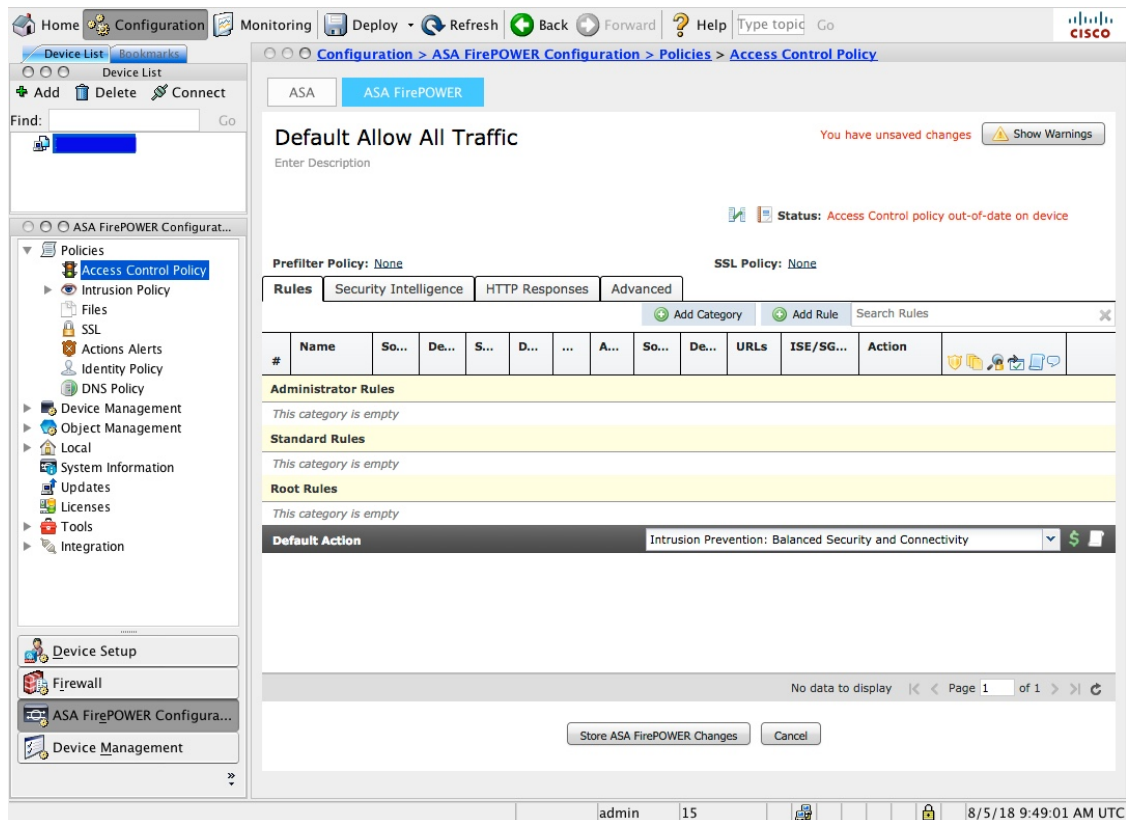 Home Configuration Monitoring Deploy Refresh Back Forward Help Type topic Go
CISCO
Device List Bookmarks
Configuration > ASA FirePOWER Configuration > Policies > Access Control Policy
Device List
Add Delete Connect
Find: Go
ASA ASA FirePOWER
Default Allow All Traffic
You have unsaved changes Show Warnings
Enter Description
Status: Access Control policy out-of-date on device
ASA FirePOWER Configurat...
Policies
Access Control Policy
Intrusion Policy
Files
SSL
Actions Alerts
Identity Policy
DNS Policy
Device Management
Object Management
Local
System Information
Updates
Licenses
Tools
Integration
Prefilter Policy: None SSL Policy: None
Rules Security Intelligence HTTP Responses Advanced
Add Category Add Rule Search Rules
# Name So... De... S... D... ... A... So... De... URLs ISE/SG... Action
Administrator Rules
This category is empty
Standard Rules
This category is empty
Root Rules
This category is empty
Default Action Intrusion Prevention: Balanced Security and Connectivity
Device Setup
Firewall
ASA FirePOWER Configura...
Device Management
No data to display |< < Page 1 of 1 > >|
Store ASA FirePOWER Changes Cancel
admin 15 8/5/18 9:49:01 AM UTC